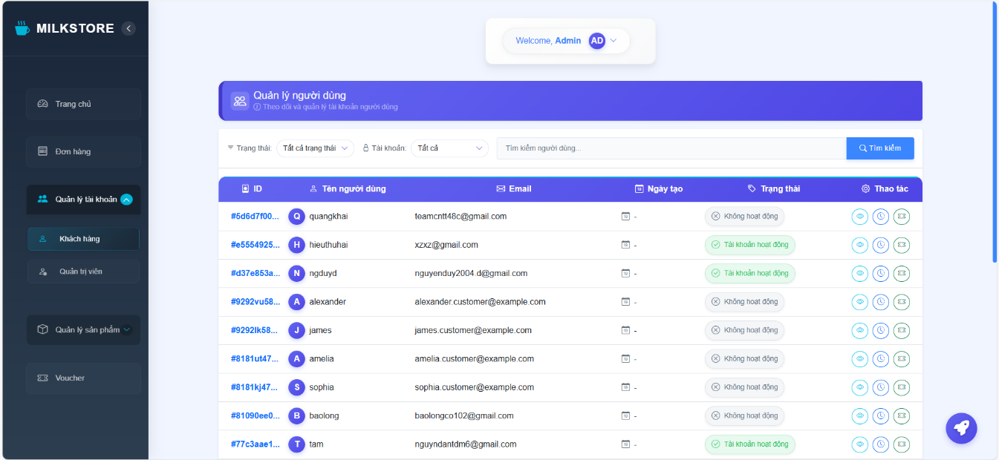 MILKSTORE
Welcome, Admin AD
Trang chủ
Đơn hàng
Quản lý tài khoản
Khách hàng
Quản trị viên
Quản lý sản phẩm
Voucher
Quản lý người dùng
Theo dõi và quản lý tài khoản người dùng
Trạng thái: Tất cả trạng thái Tài khoản: Tất cả Tìm kiếm người dùng... Tìm kiếm
ID Tên người dùng Email Ngày tạo Trạng thái Thao tác
#5d6d7f00... Q quangkhai teamcntt48c@gmail.com - Không hoạt động
#e5554925... H hieuthuhai xzxz@gmail.com - Tài khoản hoạt động
#d37e853a... N ngduyd nguyenduy2004.d@gmail.com - Tài khoản hoạt động
#9292vu58... A alexander alexander.customer@example.com - Không hoạt động
#9292lk58... J james james.customer@example.com - Không hoạt động
#8181ut47... A amelia amelia.customer@example.com - Không hoạt động
#8181kj47... S sophia sophia.customer@example.com - Không hoạt động
#81090ee0... B baolong baolongco102@gmail.com - Không hoạt động
#77c3aae1... T tam nguyndantdm6@gmail.com - Tài khoản hoạt động